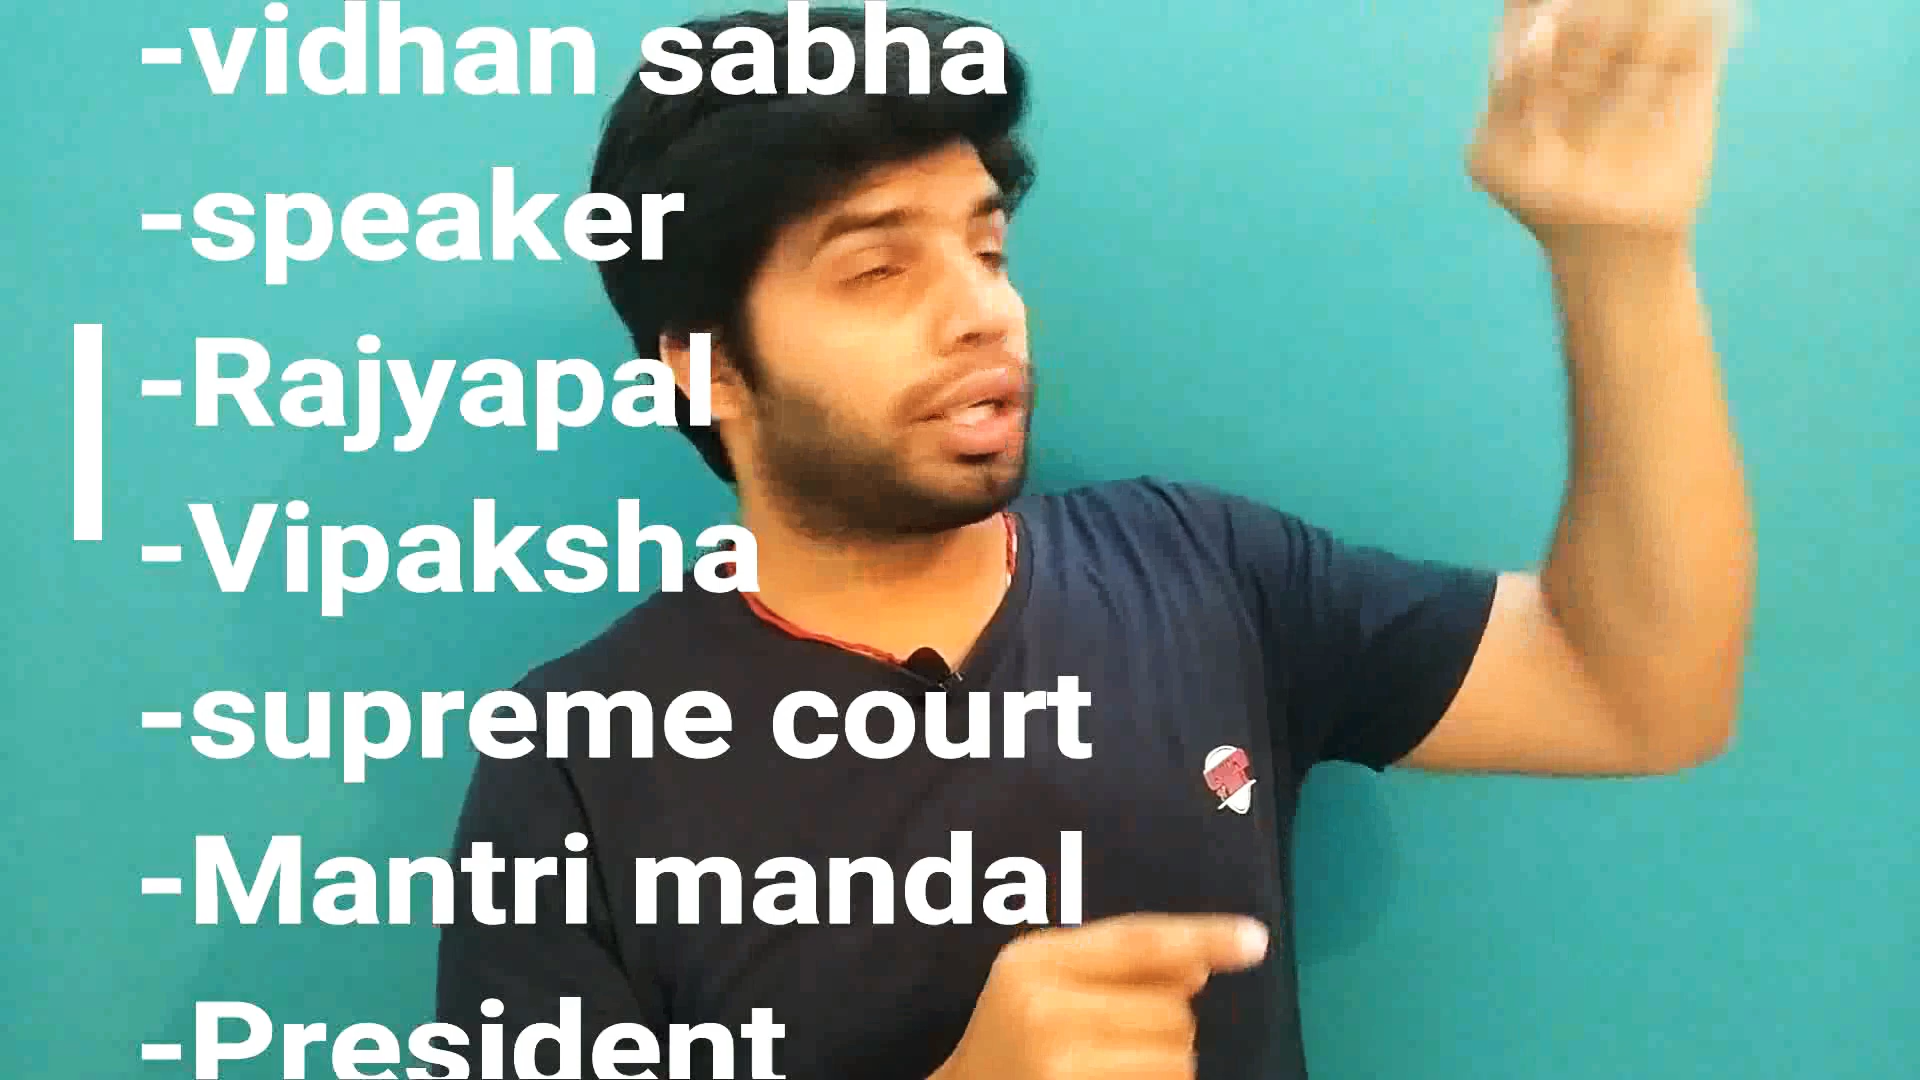 -vidhan sabha
-speaker
-Rajyapal
-Vipaksha
-supreme court
-Mantri mandal
-President